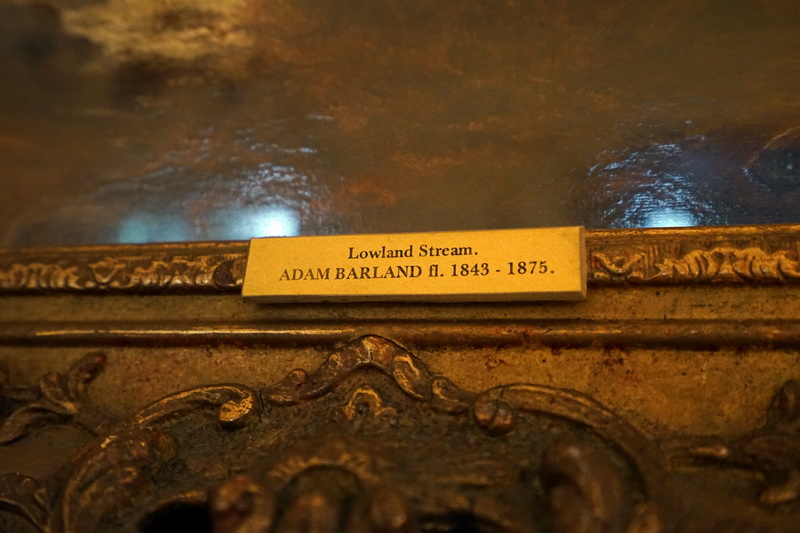 Lowland Stream.
ADAM BARLAND fl. 1843 - 1875.